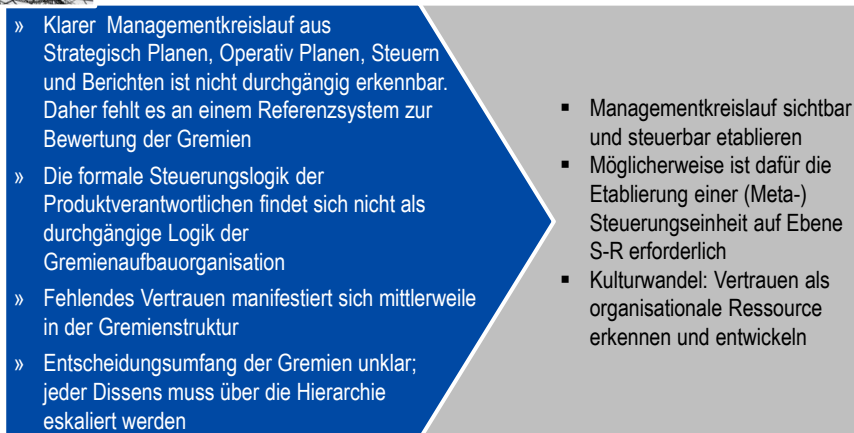 » Klarer Managementkreislauf aus
Strategisch Planen, Operativ Planen, Steuern
und Berichten ist nicht durchgängig erkennbar.
Daher fehlt es an einem Referenzsystem zur
Bewertung der Gremien
» Die formale Steuerungslogik der
Produktverantwortlichen findet sich nicht als
durchgängige Logik der
Gremienaufbauorganisation
» Fehlendes Vertrauen manifestiert sich mittlerweile
in der Gremienstruktur
» Entscheidungsumfang der Gremien unklar;
jeder Dissens muss über die Hierarchie
eskaliert werden
▪ Managementkreislauf sichtbar
und steuerbar etablieren
▪ Möglicherweise ist dafür die
Etablierung einer (Meta-)
Steuerungseinheit auf Ebene
S-R erforderlich
▪ Kulturwandel: Vertrauen als
organisationale Ressource
erkennen und entwickeln